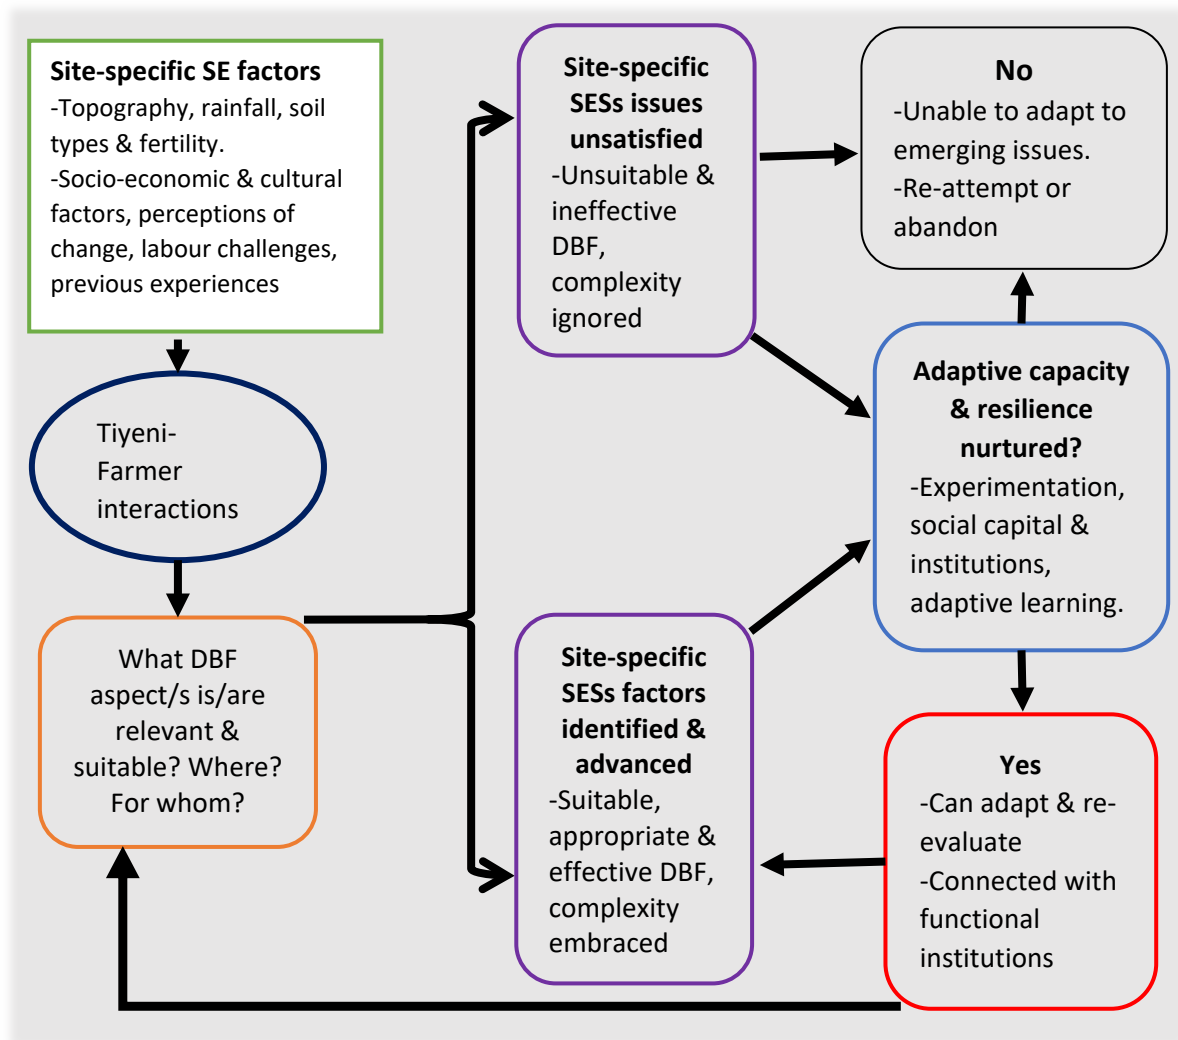 Site-specific SE factors
-Topography, rainfall, soil
types & fertility.
-Socio-economic & cultural
factors, perceptions of
change, labour challenges,
previous experiences
Tiyeni-
Farmer
interactions
What DBF
aspect/s is/are
relevant &
suitable? Where?
For whom?
Site-specific
SESs issues
unsatisfied
-Unsuitable &
ineffective
DBF,
complexity
ignored
Site-specific
SESs factors
identified &
advanced
-Suitable,
appropriate &
effective DBF,
complexity
embraced
No
-Unable to adapt to
emerging issues.
-Re-attempt or
abandon
Adaptive capacity
& resilience
nurtured?
-Experimentation,
social capital &
institutions,
adaptive learning.
Yes
-Can adapt & re-
evaluate
-Connected with
functional
institutions